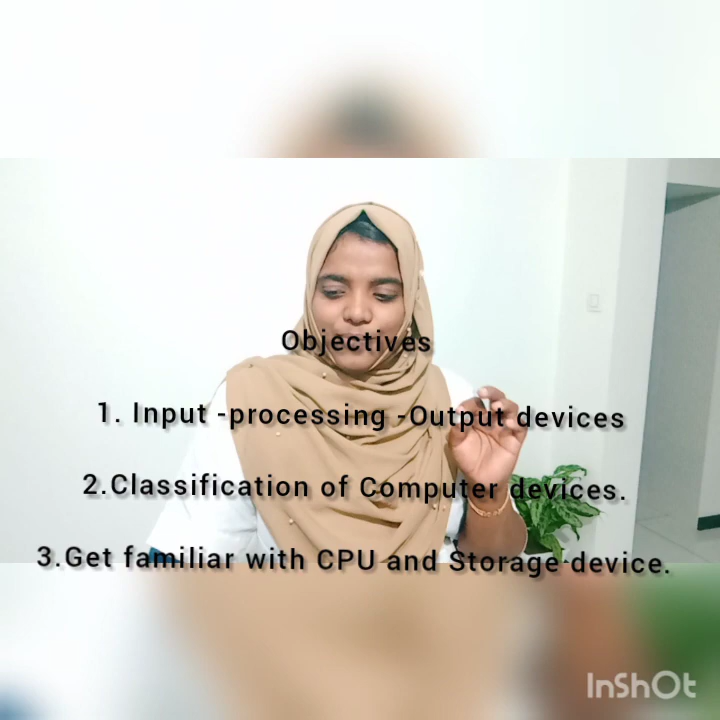 Objectives
1. Input -processing -Output devices
2.Classification of Computer devices.
3.Get familiar with CPU and Storage device.
InShOt